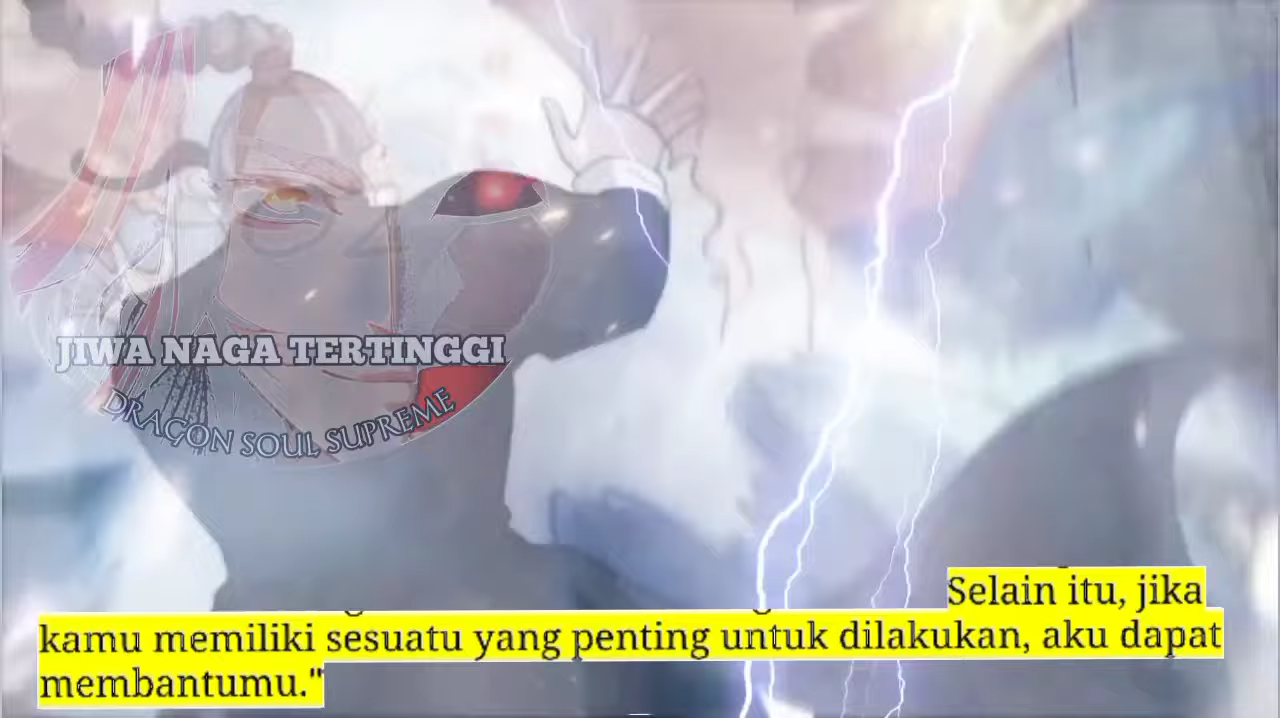 JIWA NAGA TERTINGGI
DRAGON SOUL SUPREME
Selain itu, jika
kamu memiliki sesuatu yang penting untuk dilakukan, aku dapat
membantumu."